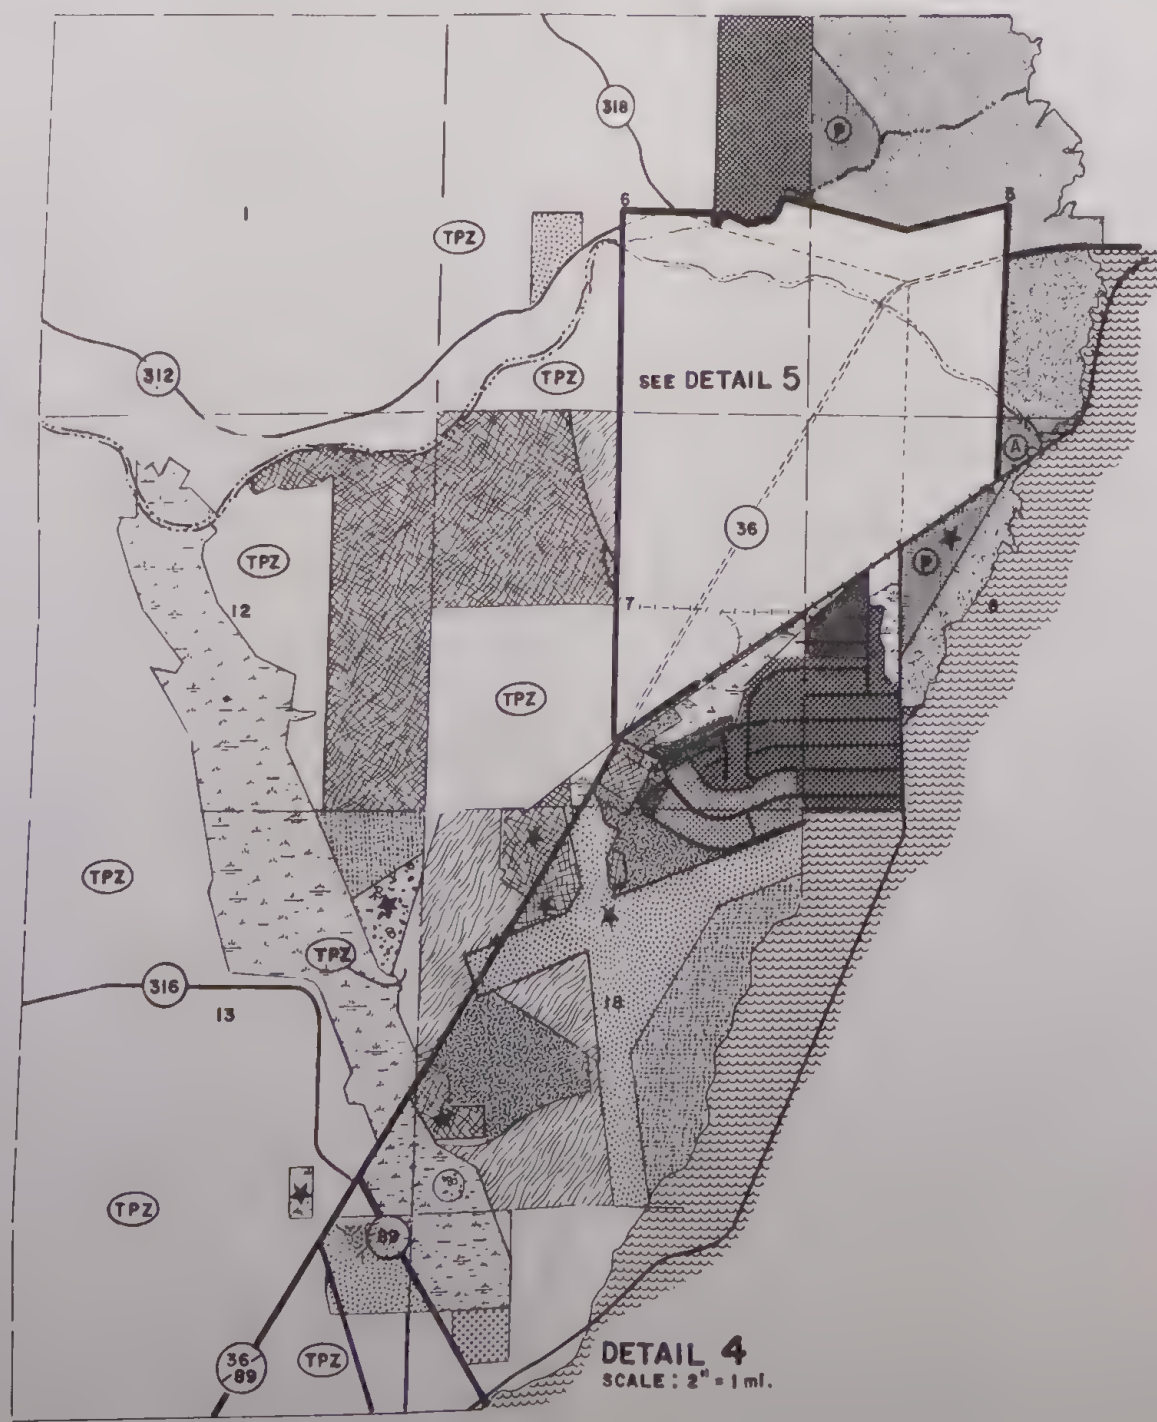 318
P
6
5
1
TPZ
312
TPZ
SEE DETAIL 5
A
36
TPZ
P
12
7
TPZ
TPZ
TPZ
316
13
18
TPZ
89
36
89
TPZ
DETAIL 4
SCALE: 2" = 1 mi.